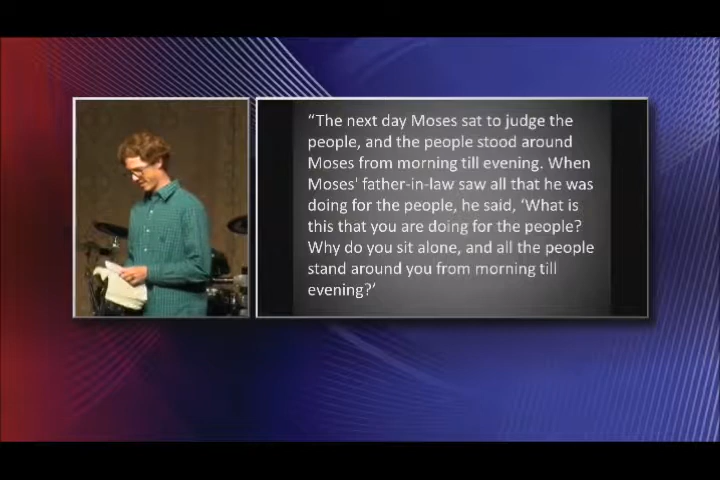 “The next day Moses sat to judge the
people, and the people stood around
Moses from morning till evening. When
Moses' father-in-law saw all that he was
doing for the people, he said, ‘What is
this that you are doing for the people?
Why do you sit alone, and all the people
stand around you from morning till
evening?’